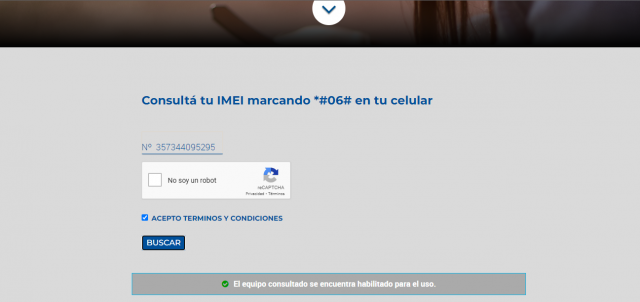 Consultá tu IMEI marcando *#06# en tu celular
Nº 357344095295
No soy un robot
reCAPTCHA
Privacidad - Términos
ACEPTO TERMINOS Y CONDICIONES
BUSCAR
El equipo consultado se encuentra habilitado para el uso.